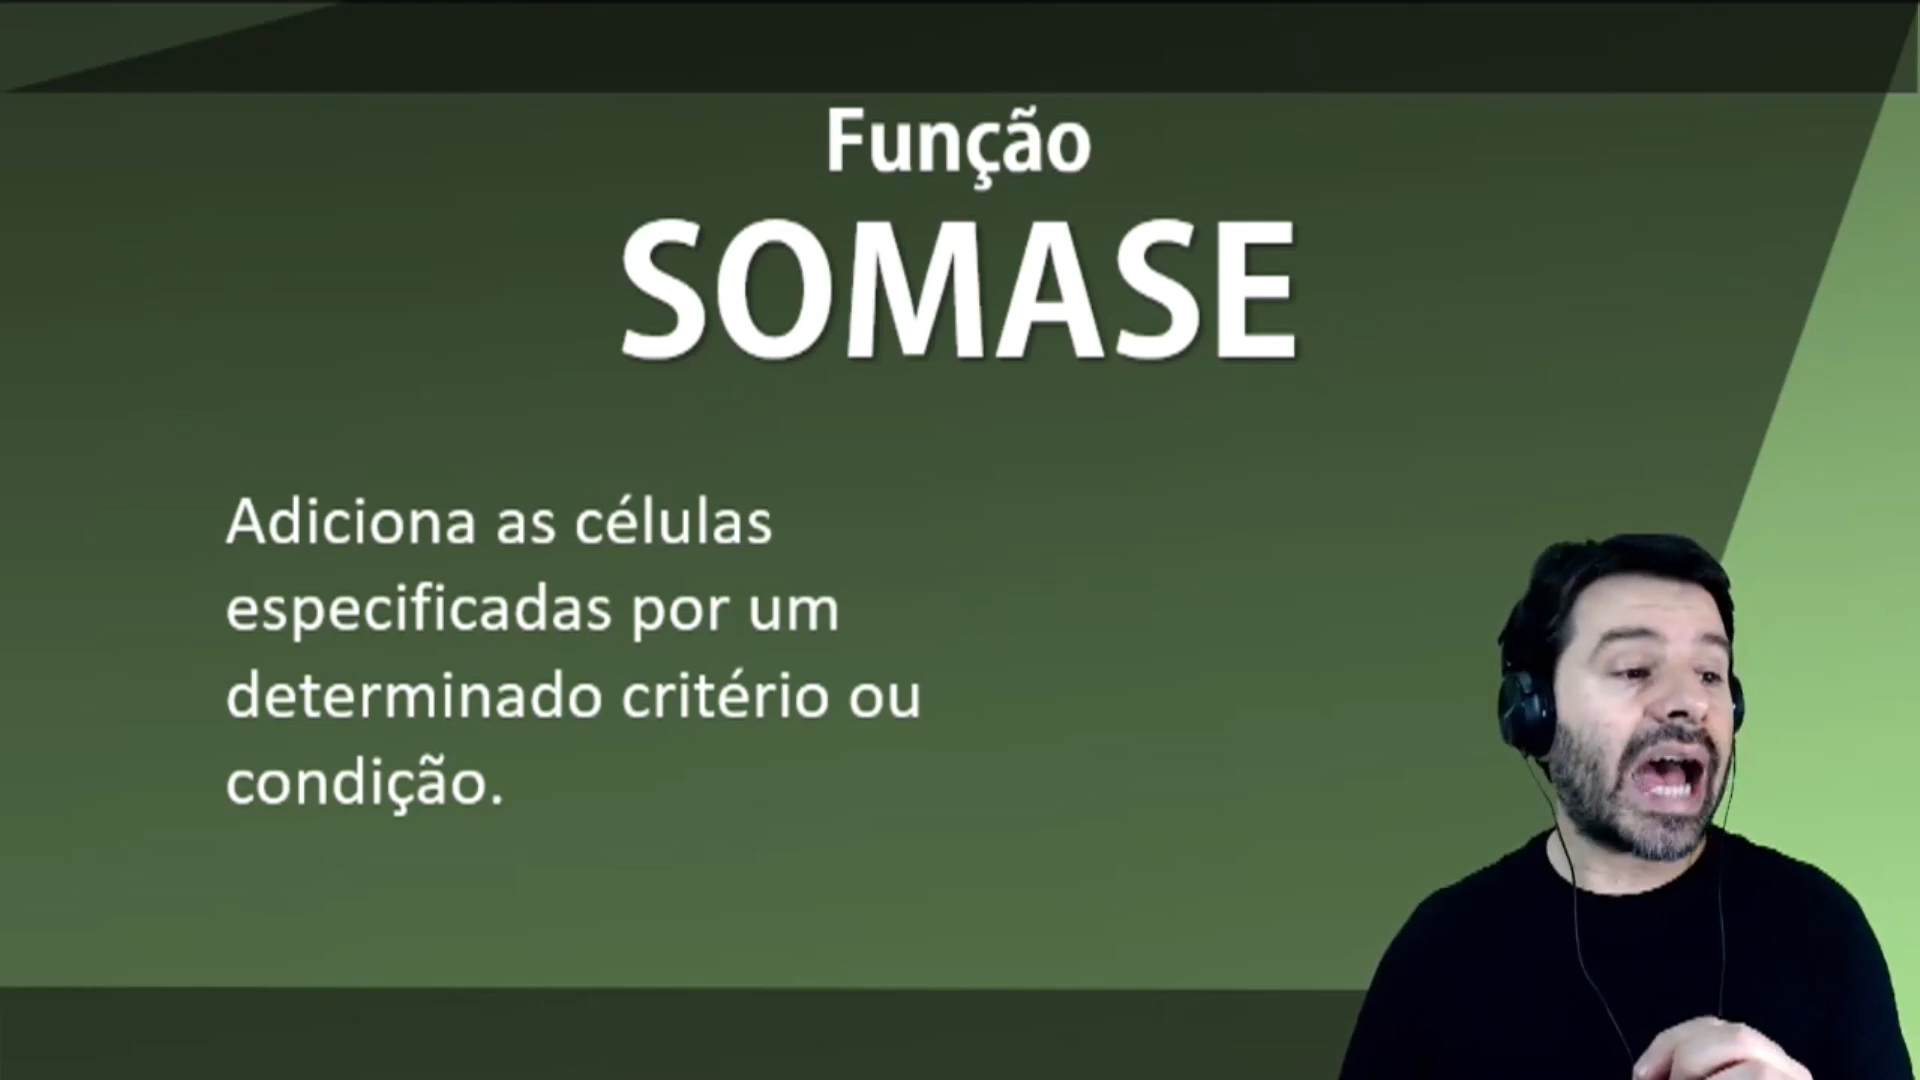 Função
SOMASE
Adiciona as células
especificadas por um
determinado critério ou
condição.